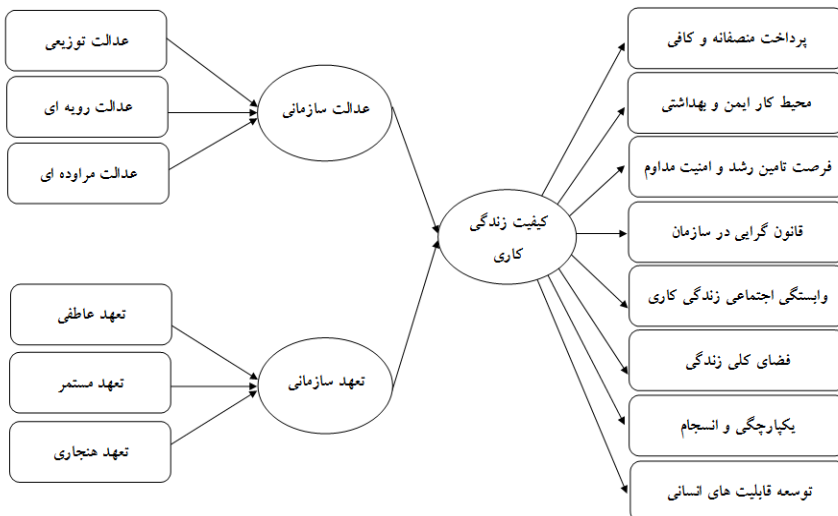 پرداخت منصفانه و کافی
محیط کار ایمن و بهداشتی
فرصت تامین رشد و امنیت مداوم
قانون گرایی در سازمان
وابستگی اجتماعی زندگی کاری
فضای کلی زندگی
یکپارچگی و انسجام
توسعه قابلیت های انسانی
کیفیت زندگی
کاری
عدالت سازمانی
تعهد سازمانی
عدالت توزیعی
عدالت رویه ای
عدالت مراوده ای
تعهد عاطفی
تعهد مستمر
تعهد هنجاری